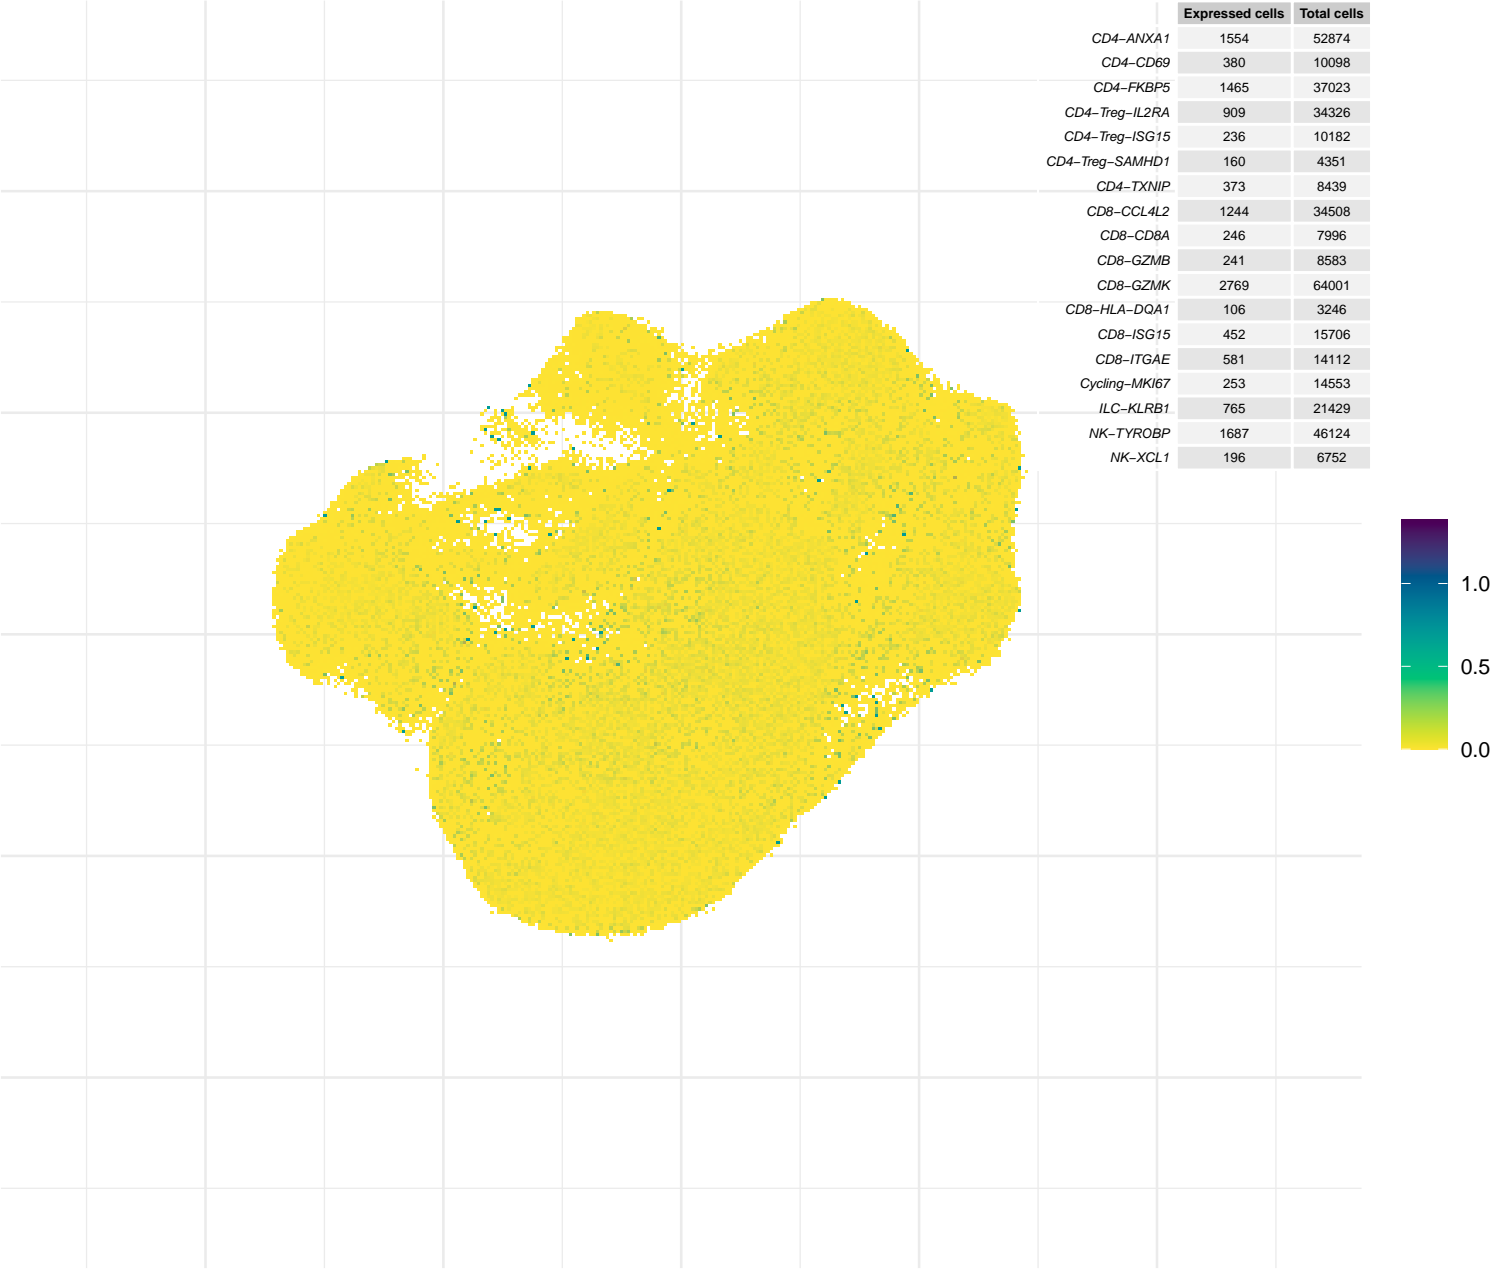 Expressed cells Total cells
CD4−ANXA1 1554 52874
CD4−CD69 380 10098
CD4−FKBP5 1465 37023
CD4−Treg−IL2RA 909 34326
CD4−Treg−ISG15 236 10182
CD4−Treg−SAMHD1 160 4351
CD4−TXNIP 373 8439
CD8−CCL4L2 1244 34508
CD8−CD8A 246 7996
CD8−GZMB 241 8583
CD8−GZMK 2769 64001
CD8−HLA−DQA1 106 3246
CD8−ISG15 452 15706
CD8−ITGAE 581 14112
Cycling−MKI67 253 14553
ILC−KLRB1 765 21429
NK−TYROBP 1687 46124
NK−XCL1 196 6752
1.0
0.5
0.0